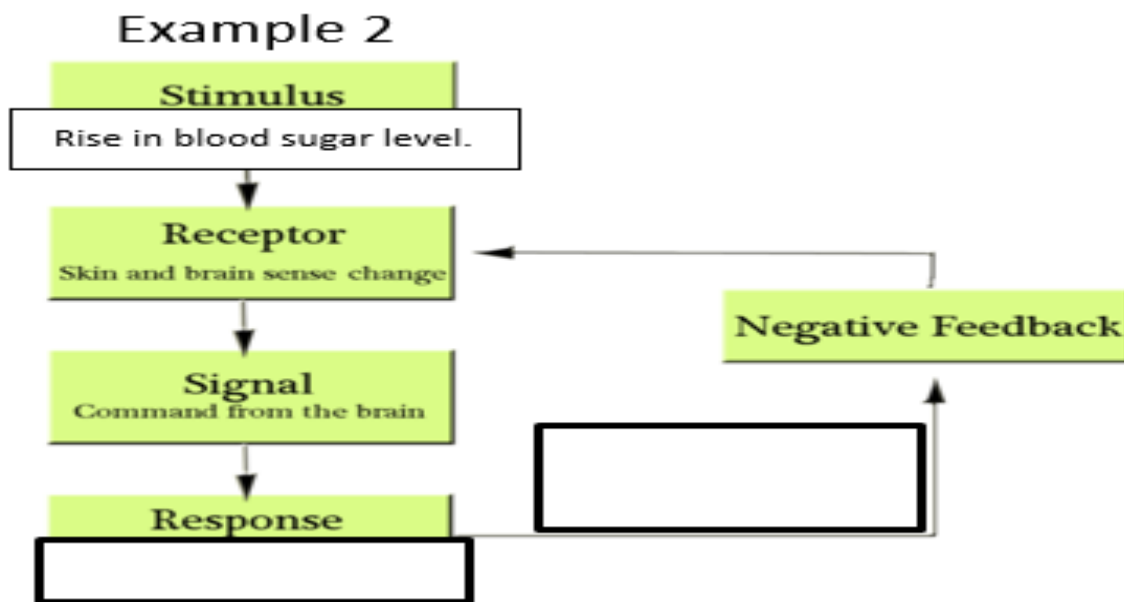 Example 2
Stimulus
Rise in blood sugar level.
Receptor
Skin and brain sense change
Negative Feedback
Signal
Command from the brain
Response